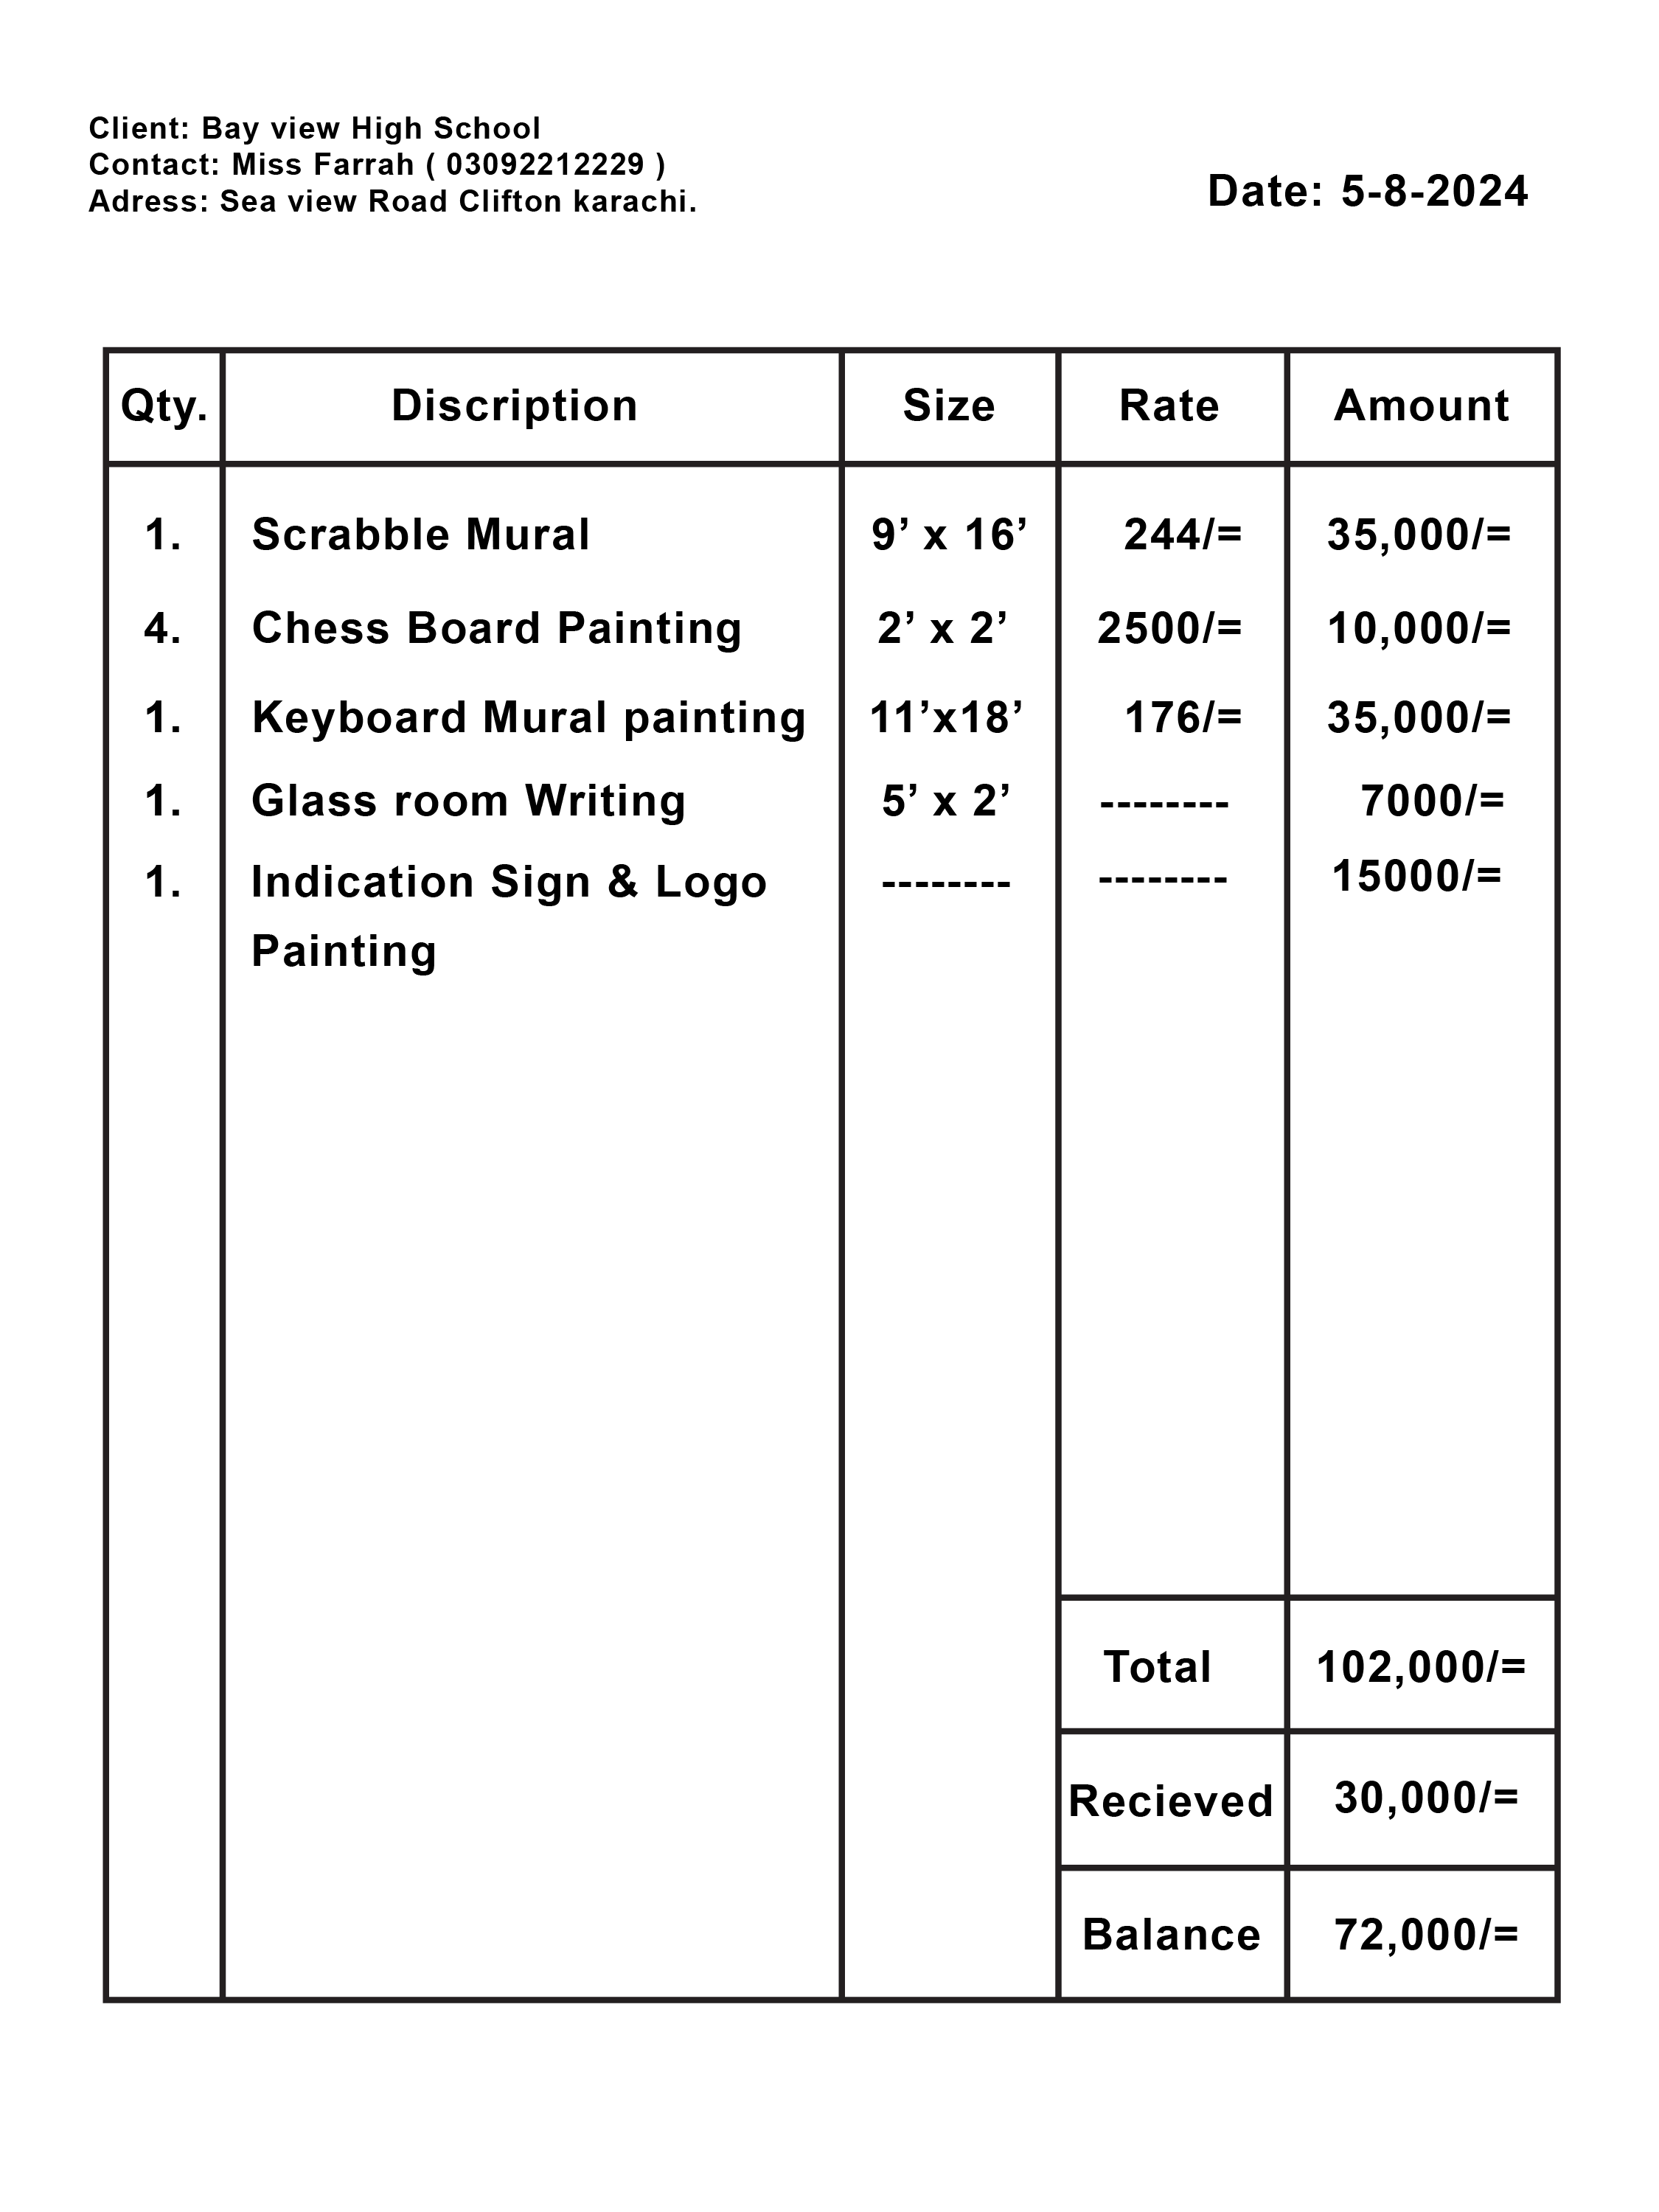 Client: Bay view High School
Contact: Miss Farrah ( 03092212229 )
Adress: Sea view Road Clifton karachi.
Date: 5-8-2024
Qty. Discription Size Rate Amount
1. Scrabble Mural 9’ x 16’ 244/= 35,000/=
4. Chess Board Painting 2’ x 2’ 2500/= 10,000/=
1. Keyboard Mural painting 11’x18’ 176/= 35,000/=
1. Glass room Writing 5’ x 2’ -------- 7000/=
1. Indication Sign & Logo -------- -------- 15000/=
Painting
Total 102,000/=
Recieved 30,000/=
Balance 72,000/=